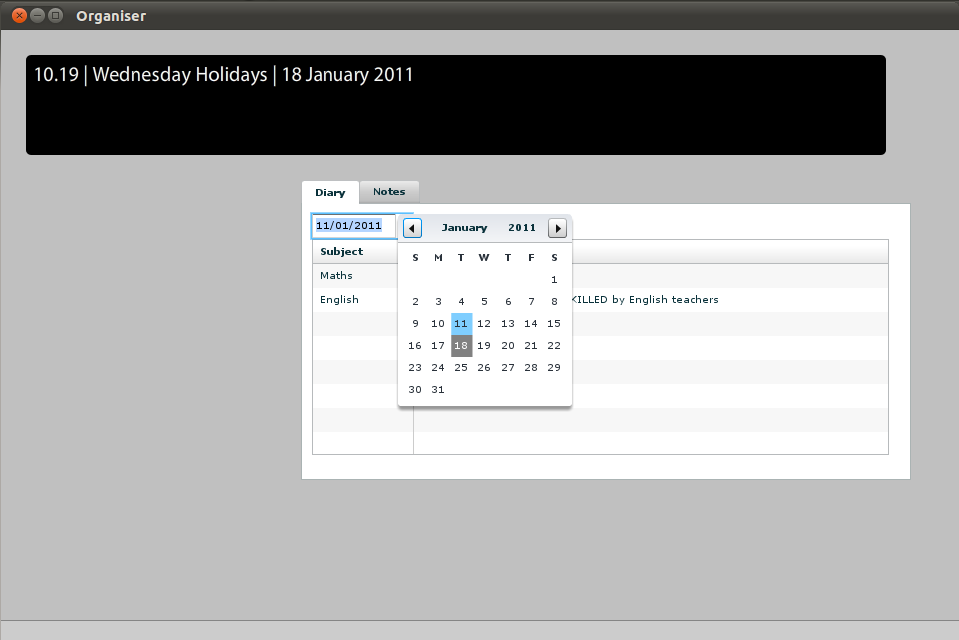 Organiser
10.19 | Wednesday Holidays | 18 January 2011
Diary Notes
11/01/2011 January 2011
Subject
S M T W T F S
Maths
1
English KILLED by English teachers
2 3 4 5 6 7 8
9 10 11 12 13 14 15
16 17 18 19 20 21 22
23 24 25 26 27 28 29
30 31